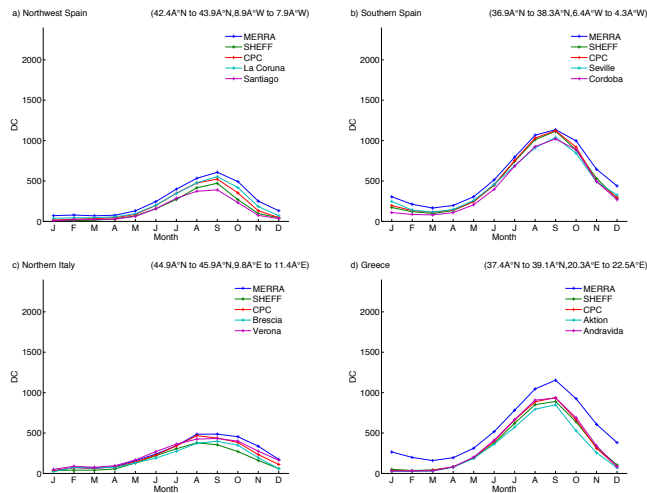 a) Northwest Spain (42.4A°N to 43.9A°N,8.9A°W to 7.9A°W)
MERRA
SHEFF
CPC
La Coruna
Santiago
2000
1500
1000
500
0
DC
J F M A M J J A S O N D
Month
b) Southern Spain (36.9A°N to 38.3A°N,6.4A°W to 4.3A°W)
MERRA
SHEFF
CPC
Seville
Cordoba
2000
1500
1000
500
0
DC
J F M A M J J A S O N D
Month
c) Northern Italy (44.9A°N to 45.9A°N,9.8A°E to 11.4A°E)
MERRA
SHEFF
CPC
Brescia
Verona
2000
1500
1000
500
0
DC
J F M A M J J A S O N D
Month
d) Greece (37.4A°N to 39.1A°N,20.3A°E to 22.5A°E)
MERRA
SHEFF
CPC
Aktion
Andravida
2000
1500
1000
500
0
DC
J F M A M J J A S O N D
Month